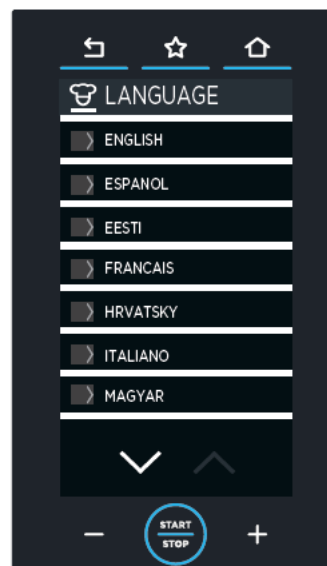 LANGUAGE
ENGLISH
ESPANOL
EESTI
FRANCAIS
HRVATSKY
ITALIANO
MAGYAR
START
STOP